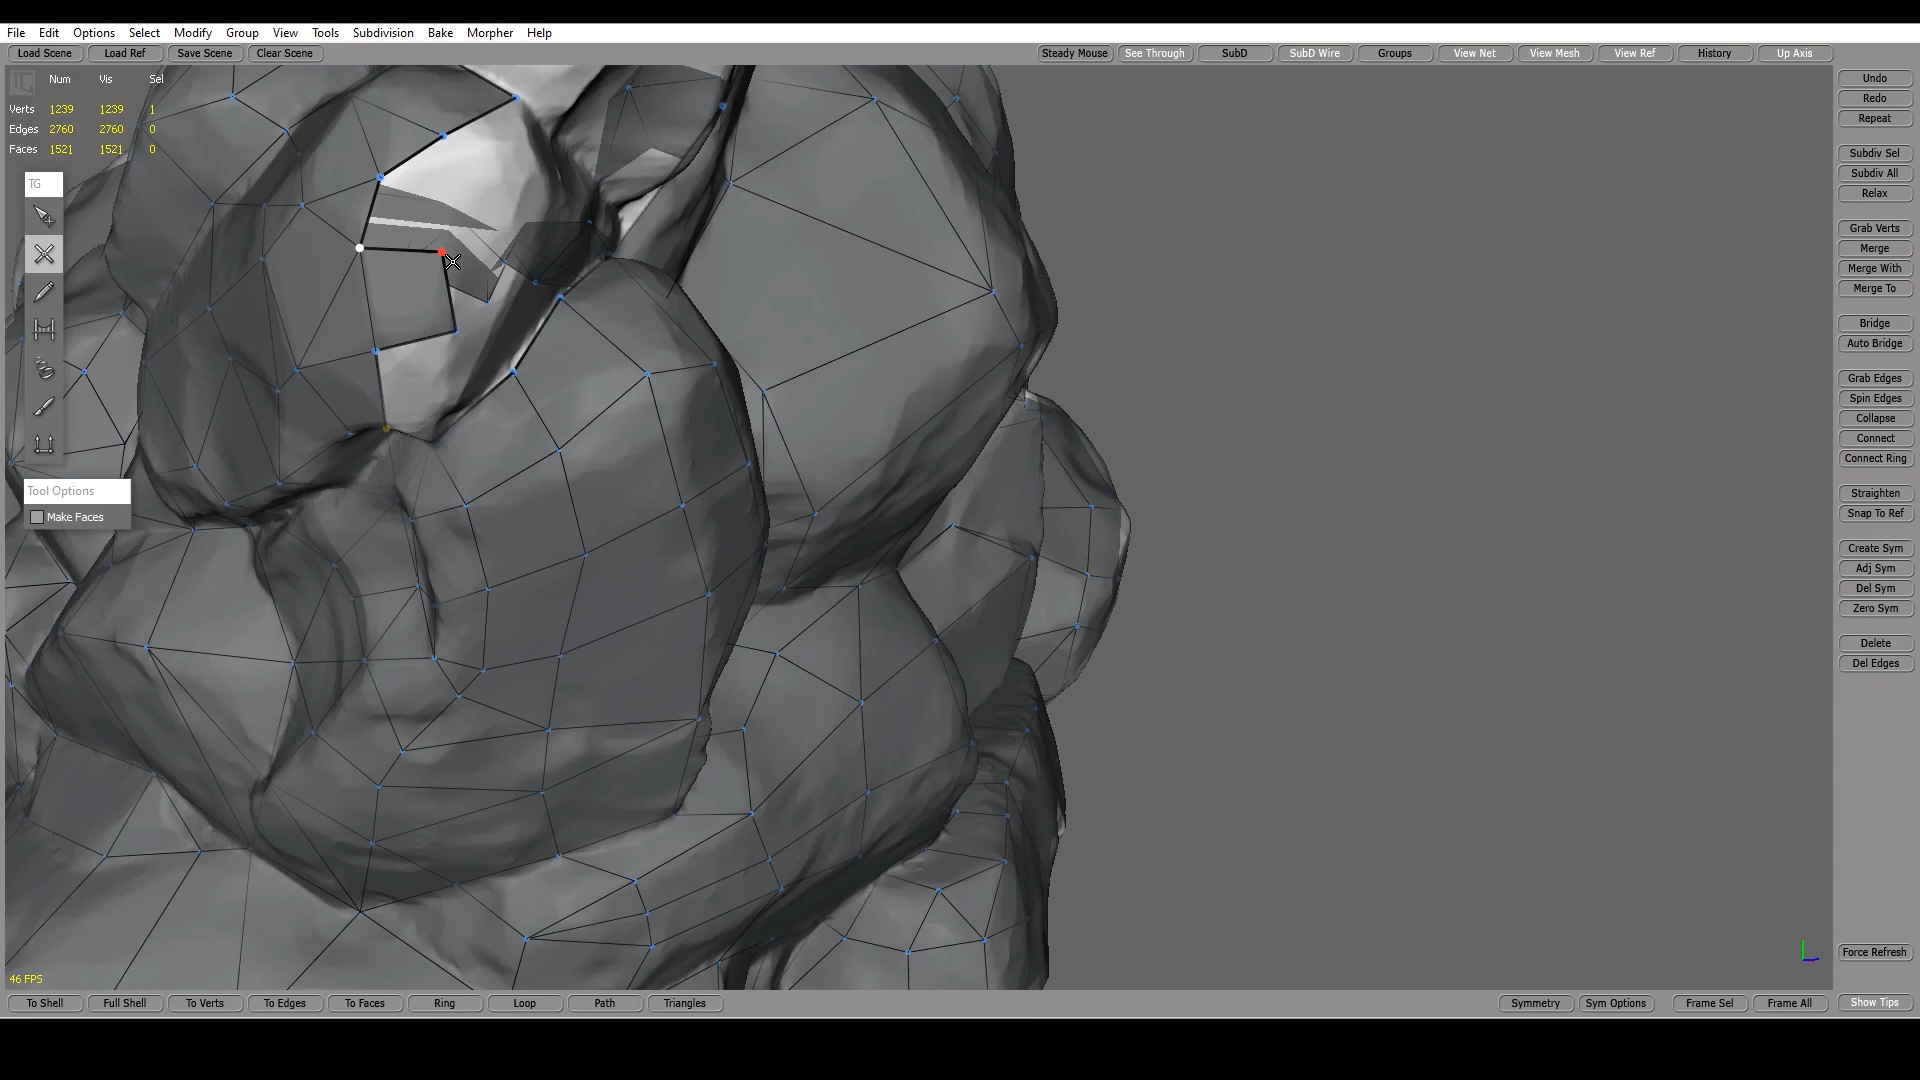 File Edit Options Select Modify Group View Tools Subdivision Bake Morpher Help
Load Scene Load Ref Save Scene Clear Scene Steady Mouse See Through SubD SubD Wire Groups View Net View Mesh View Ref History Up Axis
Num Vis Sel
Verts 1239 1239 1
Edges 2760 2760 0
Faces 1521 1521 0
TG
Tool Options
Make Faces
Undo
Redo
Repeat
Subdiv Sel
Subdiv All
Relax
Grab Verts
Merge
Merge With
Merge To
Bridge
Auto Bridge
Grab Edges
Spin Edges
Collapse
Connect
Connect Ring
Straighten
Snap To Ref
Create Sym
Adj Sym
Del Sym
Zero Sym
Delete
Del Edges
Force Refresh
46 FPS
To Shell Full Shell To Verts To Edges To Faces Ring Loop Path Triangles Symmetry Sym Options Frame Sel Frame All Show Tips